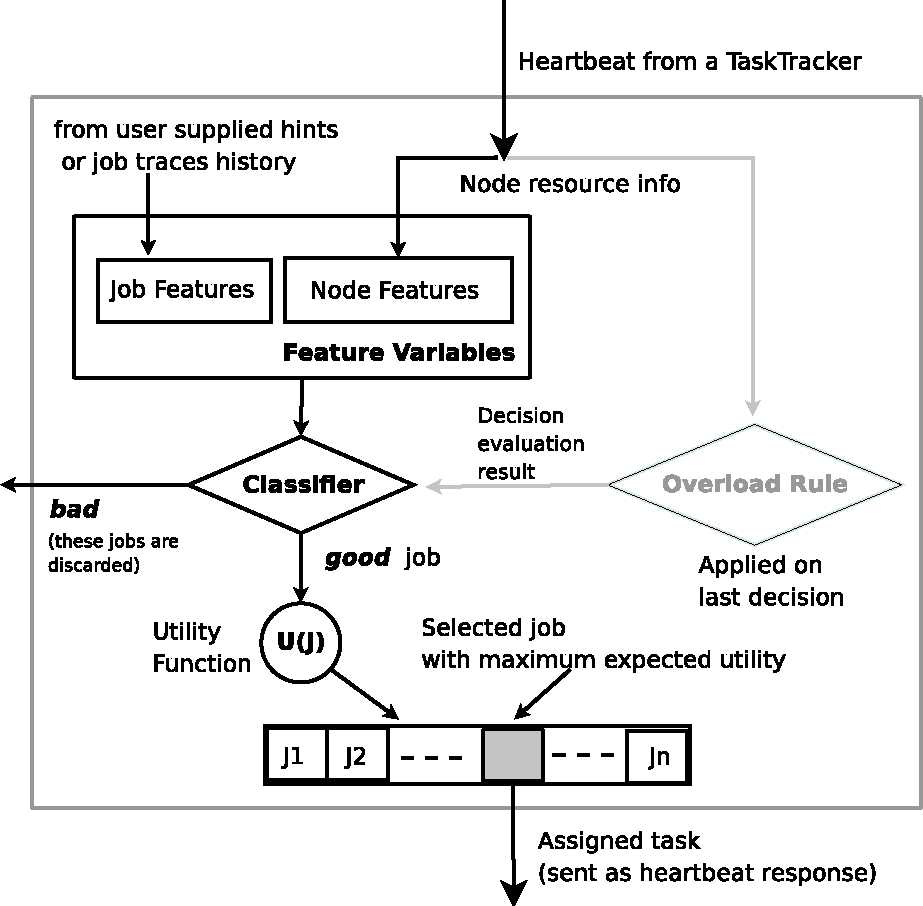 Heartbeat from a TaskTracker
from user supplied hints
or job traces history
Node resource info
Job Features
Node Features
Feature Variables
Decision
evaluation
result
Classifier
Overload Rule
bad
(these jobs are
discarded)
good job
Applied on
last decision
Utility
Function
U(J)
Selected job
with maximum expected utility
J1 J2 - - - - - - Jn
Assigned task
(sent as heartbeat response)